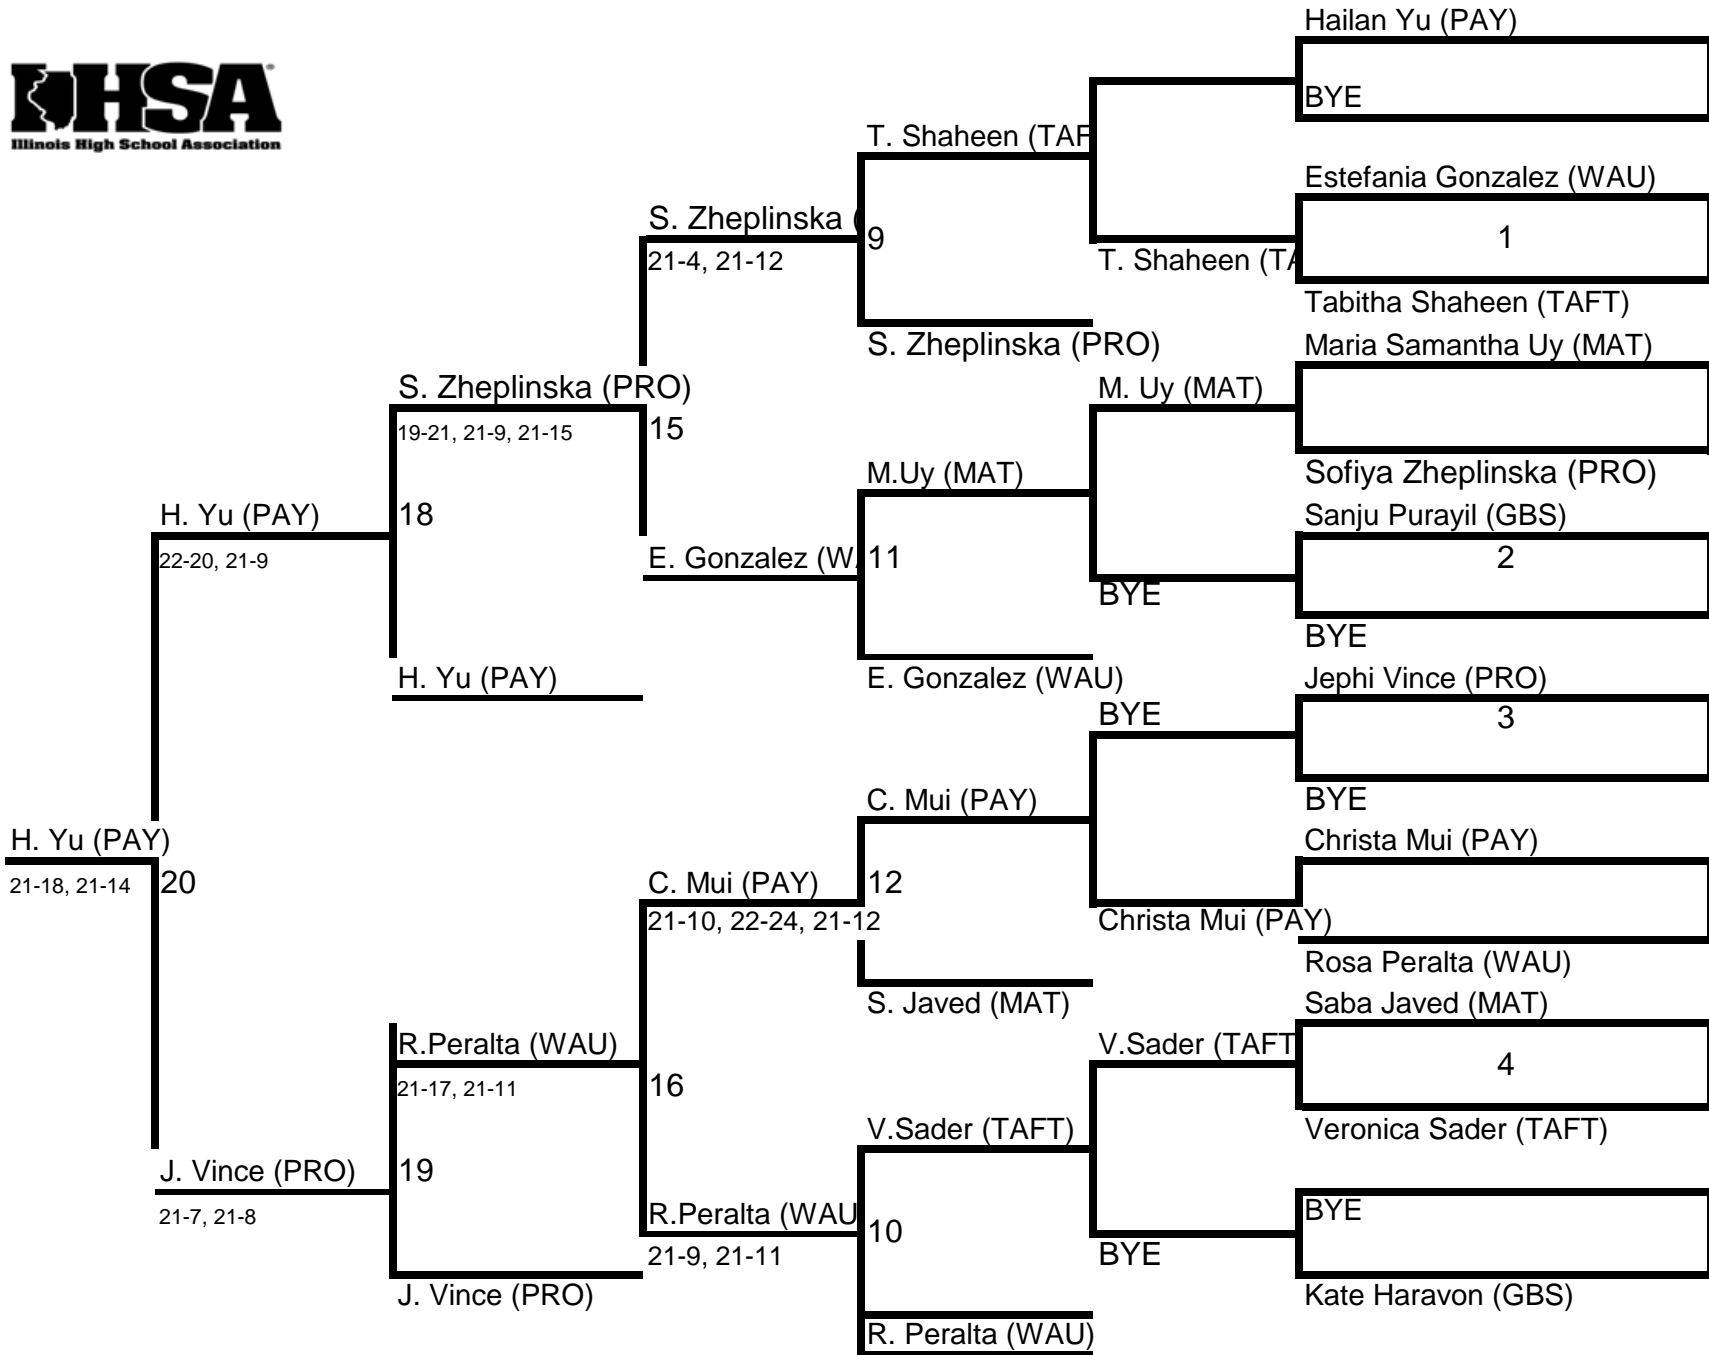 Hailan Yu (PAY)
IHSA
Illinois High School Association
BYE
T. Shaheen (TAF
Estefania Gonzalez (WAU)
S. Zheplinska (
9
1
21-4, 21-12
T. Shaheen (TA
Tabitha Shaheen (TAFT)
S. Zheplinska (PRO)
Maria Samantha Uy (MAT)
S. Zheplinska (PRO)
M. Uy (MAT)
19-21, 21-9, 21-15
15
M.Uy (MAT)
Sofiya Zheplinska (PRO)
H. Yu (PAY)
18
Sanju Purayil (GBS)
22-20, 21-9
E. Gonzalez (WA
11
2
BYE
BYE
H. Yu (PAY)
E. Gonzalez (WAU)
Jephi Vince (PRO)
BYE
3
C. Mui (PAY)
BYE
H. Yu (PAY)
Christa Mui (PAY)
21-18, 21-14
20
C. Mui (PAY)
12
21-10, 22-24, 21-12
Christa Mui (PAY)
Rosa Peralta (WAU)
S. Javed (MAT)
Saba Javed (MAT)
R.Peralta (WAU)
V.Sader (TAFT
21-17, 21-11
16
4
V.Sader (TAFT)
Veronica Sader (TAFT)
J. Vince (PRO)
19
21-7, 21-8
R.Peralta (WAU
10
BYE
21-9, 21-11
BYE
J. Vince (PRO)
Kate Haravon (GBS)
R. Peralta (WAU)